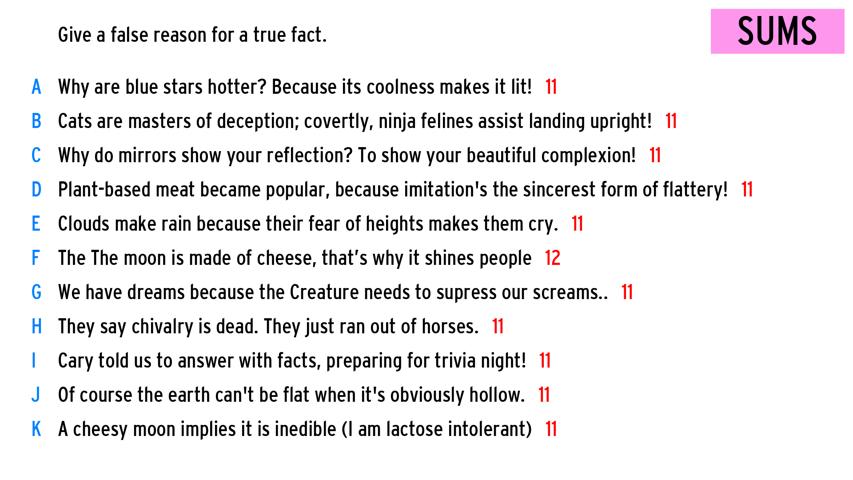 Give a false reason for a true fact.
SUMS
A Why are blue stars hotter? Because its coolness makes it lit! 11
B Cats are masters of deception; covertly, ninja felines assist landing upright! 11
C Why do mirrors show your reflection? To show your beautiful complexion! 11
D Plant-based meat became popular, because imitation's the sincerest form of flattery! 11
E Clouds make rain because their fear of heights makes them cry. 11
F The The moon is made of cheese, that's why it shines people 12
G We have dreams because the Creature needs to supress our screams.. 11
H They say chivalry is dead. They just ran out of horses. 11
I Cary told us to answer with facts, preparing for trivia night! 11
J Of course the earth can't be flat when it's obviously hollow. 11
K A cheesy moon implies it is inedible (I am lactose intolerant) 11